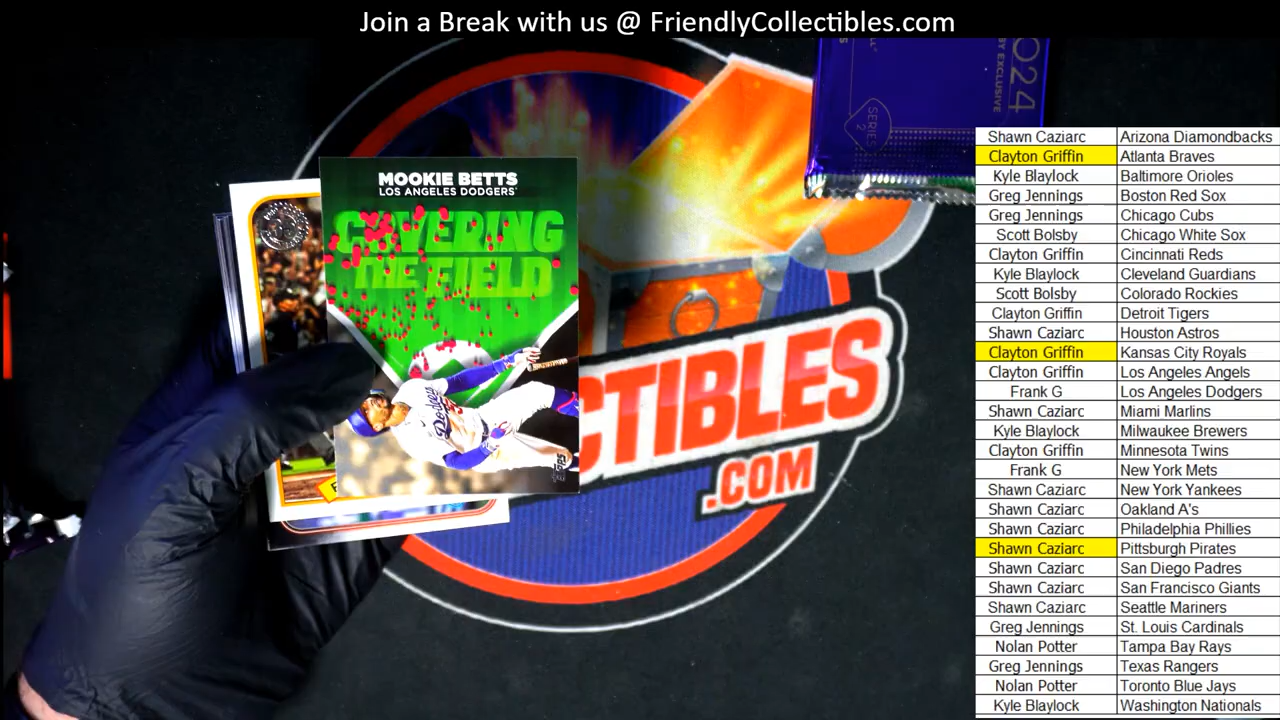 Join a Break with us @ FriendlyCollectibles.com
2024
SERIES 2
EXCLUSIVE
MOOKIE BETTS
LOS ANGELES DODGERS
COVERING
THE FIELD
Dodgers
TOPPS
CTIBLES
.COM
Shawn Caziarc Arizona Diamondbacks
Clayton Griffin Atlanta Braves
Kyle Blaylock Baltimore Orioles
Greg Jennings Boston Red Sox
Greg Jennings Chicago Cubs
Scott Bolsby Chicago White Sox
Clayton Griffin Cincinnati Reds
Kyle Blaylock Cleveland Guardians
Scott Bolsby Colorado Rockies
Clayton Griffin Detroit Tigers
Shawn Caziarc Houston Astros
Clayton Griffin Kansas City Royals
Clayton Griffin Los Angeles Angels
Frank G Los Angeles Dodgers
Shawn Caziarc Miami Marlins
Kyle Blaylock Milwaukee Brewers
Clayton Griffin Minnesota Twins
Frank G New York Mets
Shawn Caziarc New York Yankees
Shawn Caziarc Oakland A's
Shawn Caziarc Philadelphia Phillies
Shawn Caziarc Pittsburgh Pirates
Shawn Caziarc San Diego Padres
Shawn Caziarc San Francisco Giants
Shawn Caziarc Seattle Mariners
Greg Jennings St. Louis Cardinals
Nolan Potter Tampa Bay Rays
Greg Jennings Texas Rangers
Nolan Potter Toronto Blue Jays
Kyle Blaylock Washington Nationals